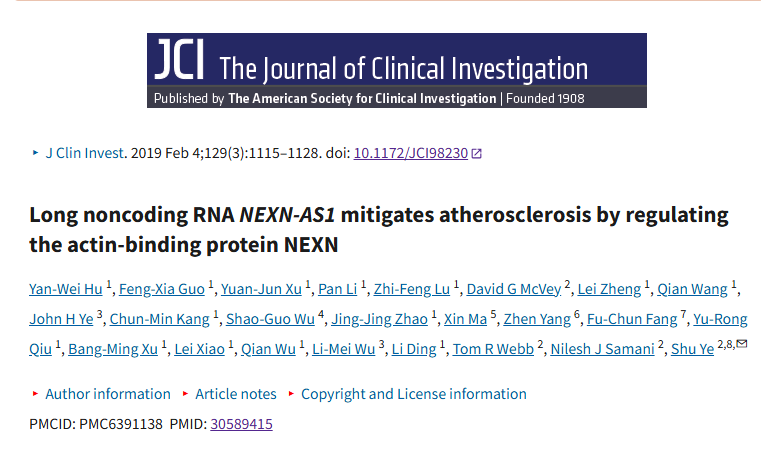 JCI The Journal of Clinical Investigation
Published by The American Society for Clinical Investigation | Founded 1908
▸ J Clin Invest. 2019 Feb 4;129(3):1115–1128. doi: 10.1172/JCI98230
Long noncoding RNA NEXN-AS1 mitigates atherosclerosis by regulating
the actin-binding protein NEXN
Yan-Wei Hu 1, Feng-Xia Guo 1, Yuan-Jun Xu 1, Pan Li 1, Zhi-Feng Lu 1, David G McVey 2, Lei Zheng 1, Qian Wang 1,
John H Ye 3, Chun-Min Kang 1, Shao-Guo Wu 4, Jing-Jing Zhao 1, Xin Ma 5, Zhen Yang 6, Fu-Chun Fang 7, Yu-Rong
Qiu 1, Bang-Ming Xu 1, Lei Xiao 1, Qian Wu 1, Li-Mei Wu 3, Li Ding 1, Tom R Webb 2, Nilesh J Samani 2, Shu Ye 2,8,✉
▸ Author information ▸ Article notes ▸ Copyright and License information
PMCID: PMC6391138 PMID: 30589415